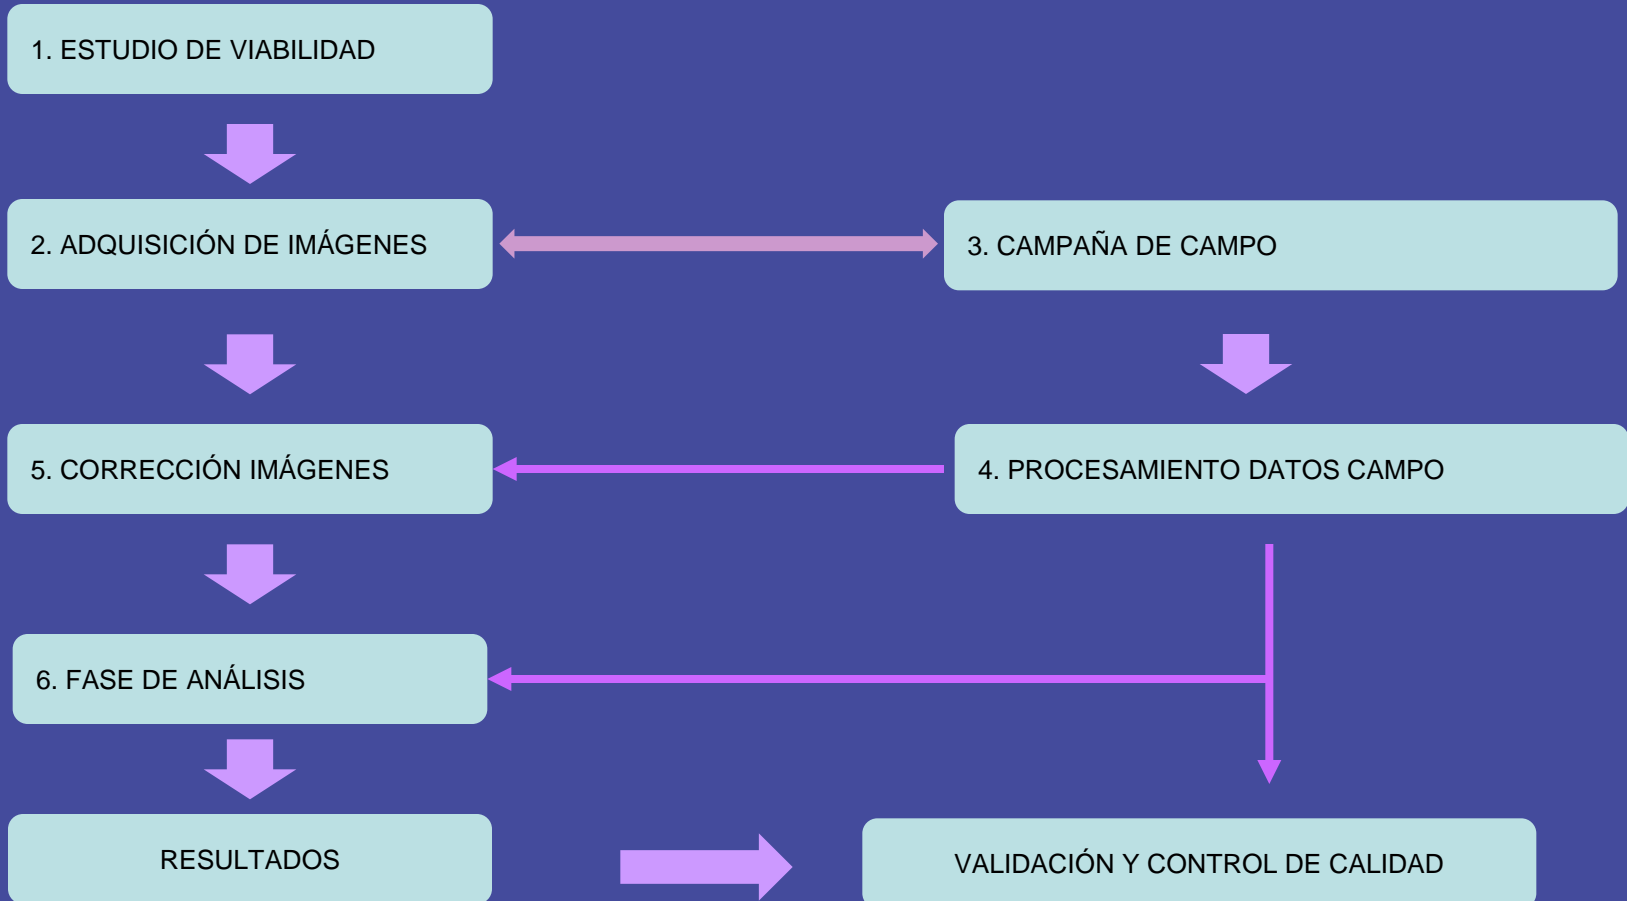 1. ESTUDIO DE VIABILIDAD
2. ADQUISICIÓN DE IMÁGENES
3. CAMPAÑA DE CAMPO
5. CORRECCIÓN IMÁGENES
4. PROCESAMIENTO DATOS CAMPO
6. FASE DE ANÁLISIS
RESULTADOS
VALIDACIÓN Y CONTROL DE CALIDAD